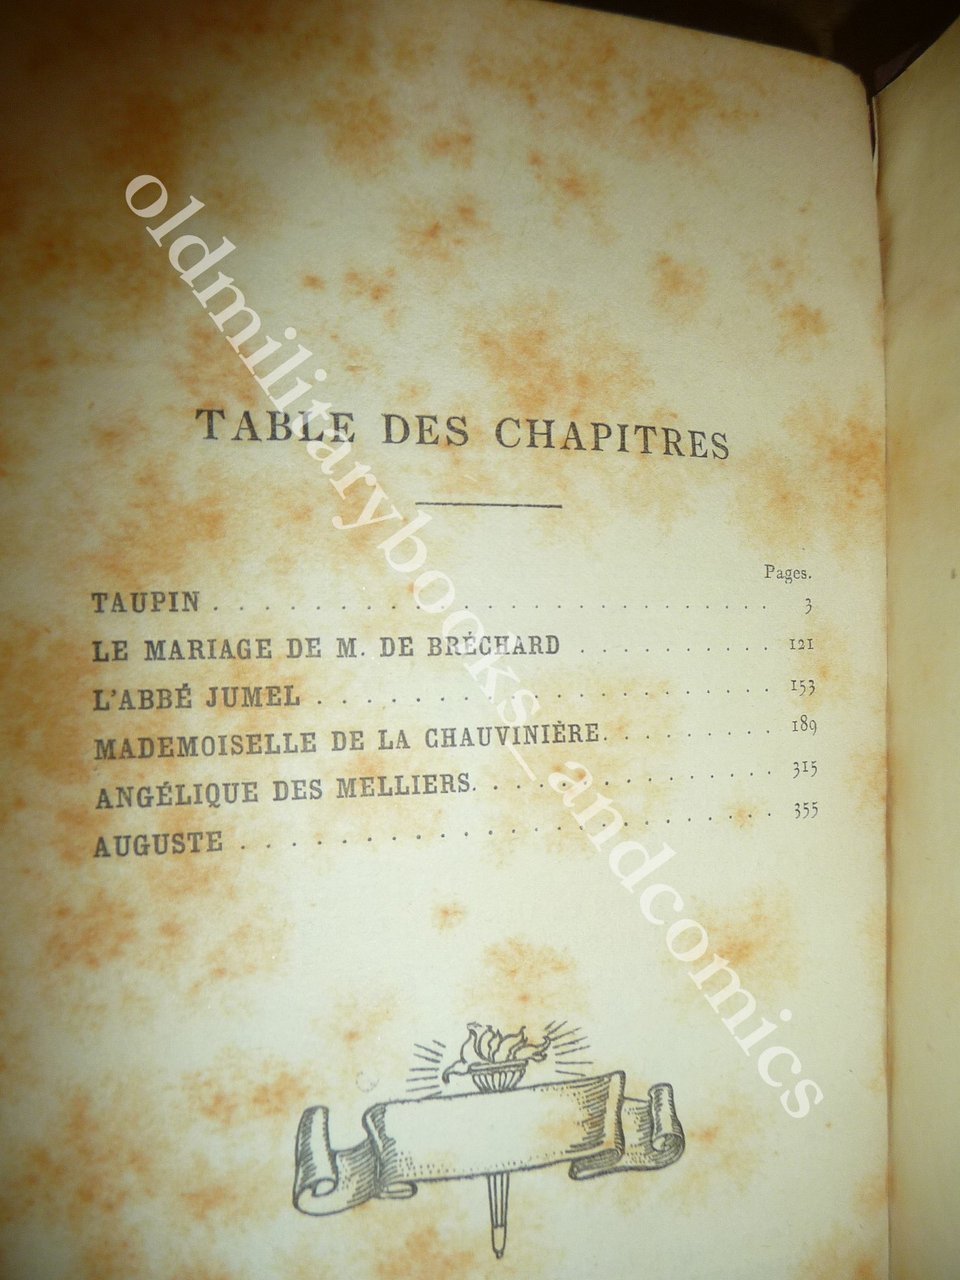 TABLE DES CHAPITRES
Pages.
TAUPIN . . . . . . . . . . . . . . . . . . . . . . . . . . . . 3
LE MARIAGE DE M. DE BRÉCHARD . . . . . . . . . . 121
L'ABBÉ JUMEL . . . . . . . . . . . . . . . . . . . . . . . 153
MADEMOISELLE DE LA CHAUVINIÈRE. . . . . . . . . 189
ANGÉLIQUE DES MELLIERS. . . . . . . . . . . . . . . 315
AUGUSTE . . . . . . . . . . . . . . . . . . . . . . . . . . 355
oldmilitarybooks_andcomics